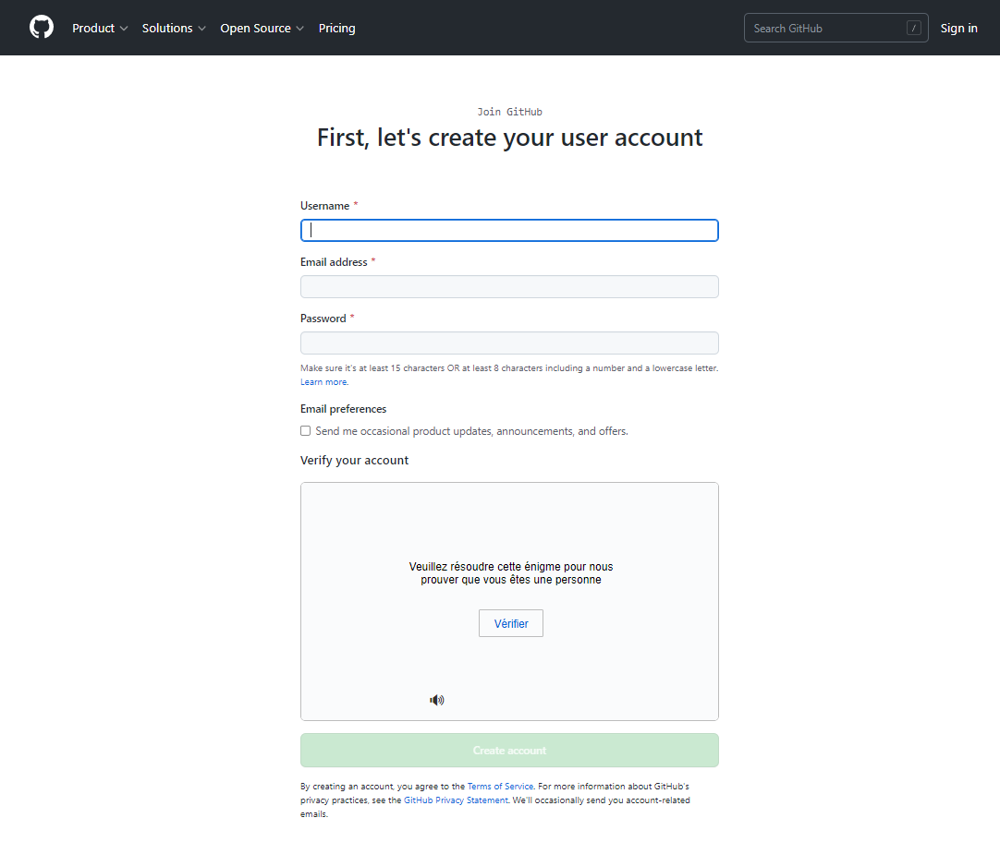 Product Solutions Open Source Pricing Search GitHub / Sign in
Join GitHub
First, let's create your user account
Username *
Email address *
Password *
Make sure it's at least 15 characters OR at least 8 characters including a number and a lowercase letter.
Learn more.
Email preferences
Send me occasional product updates, announcements, and offers.
Verify your account
Veuillez résoudre cette énigme pour nous
prouver que vous êtes une personne
Vérifier
Create account
By creating an account, you agree to the Terms of Service. For more information about GitHub's
privacy practices, see the GitHub Privacy Statement. We'll occasionally send you account-related
emails.